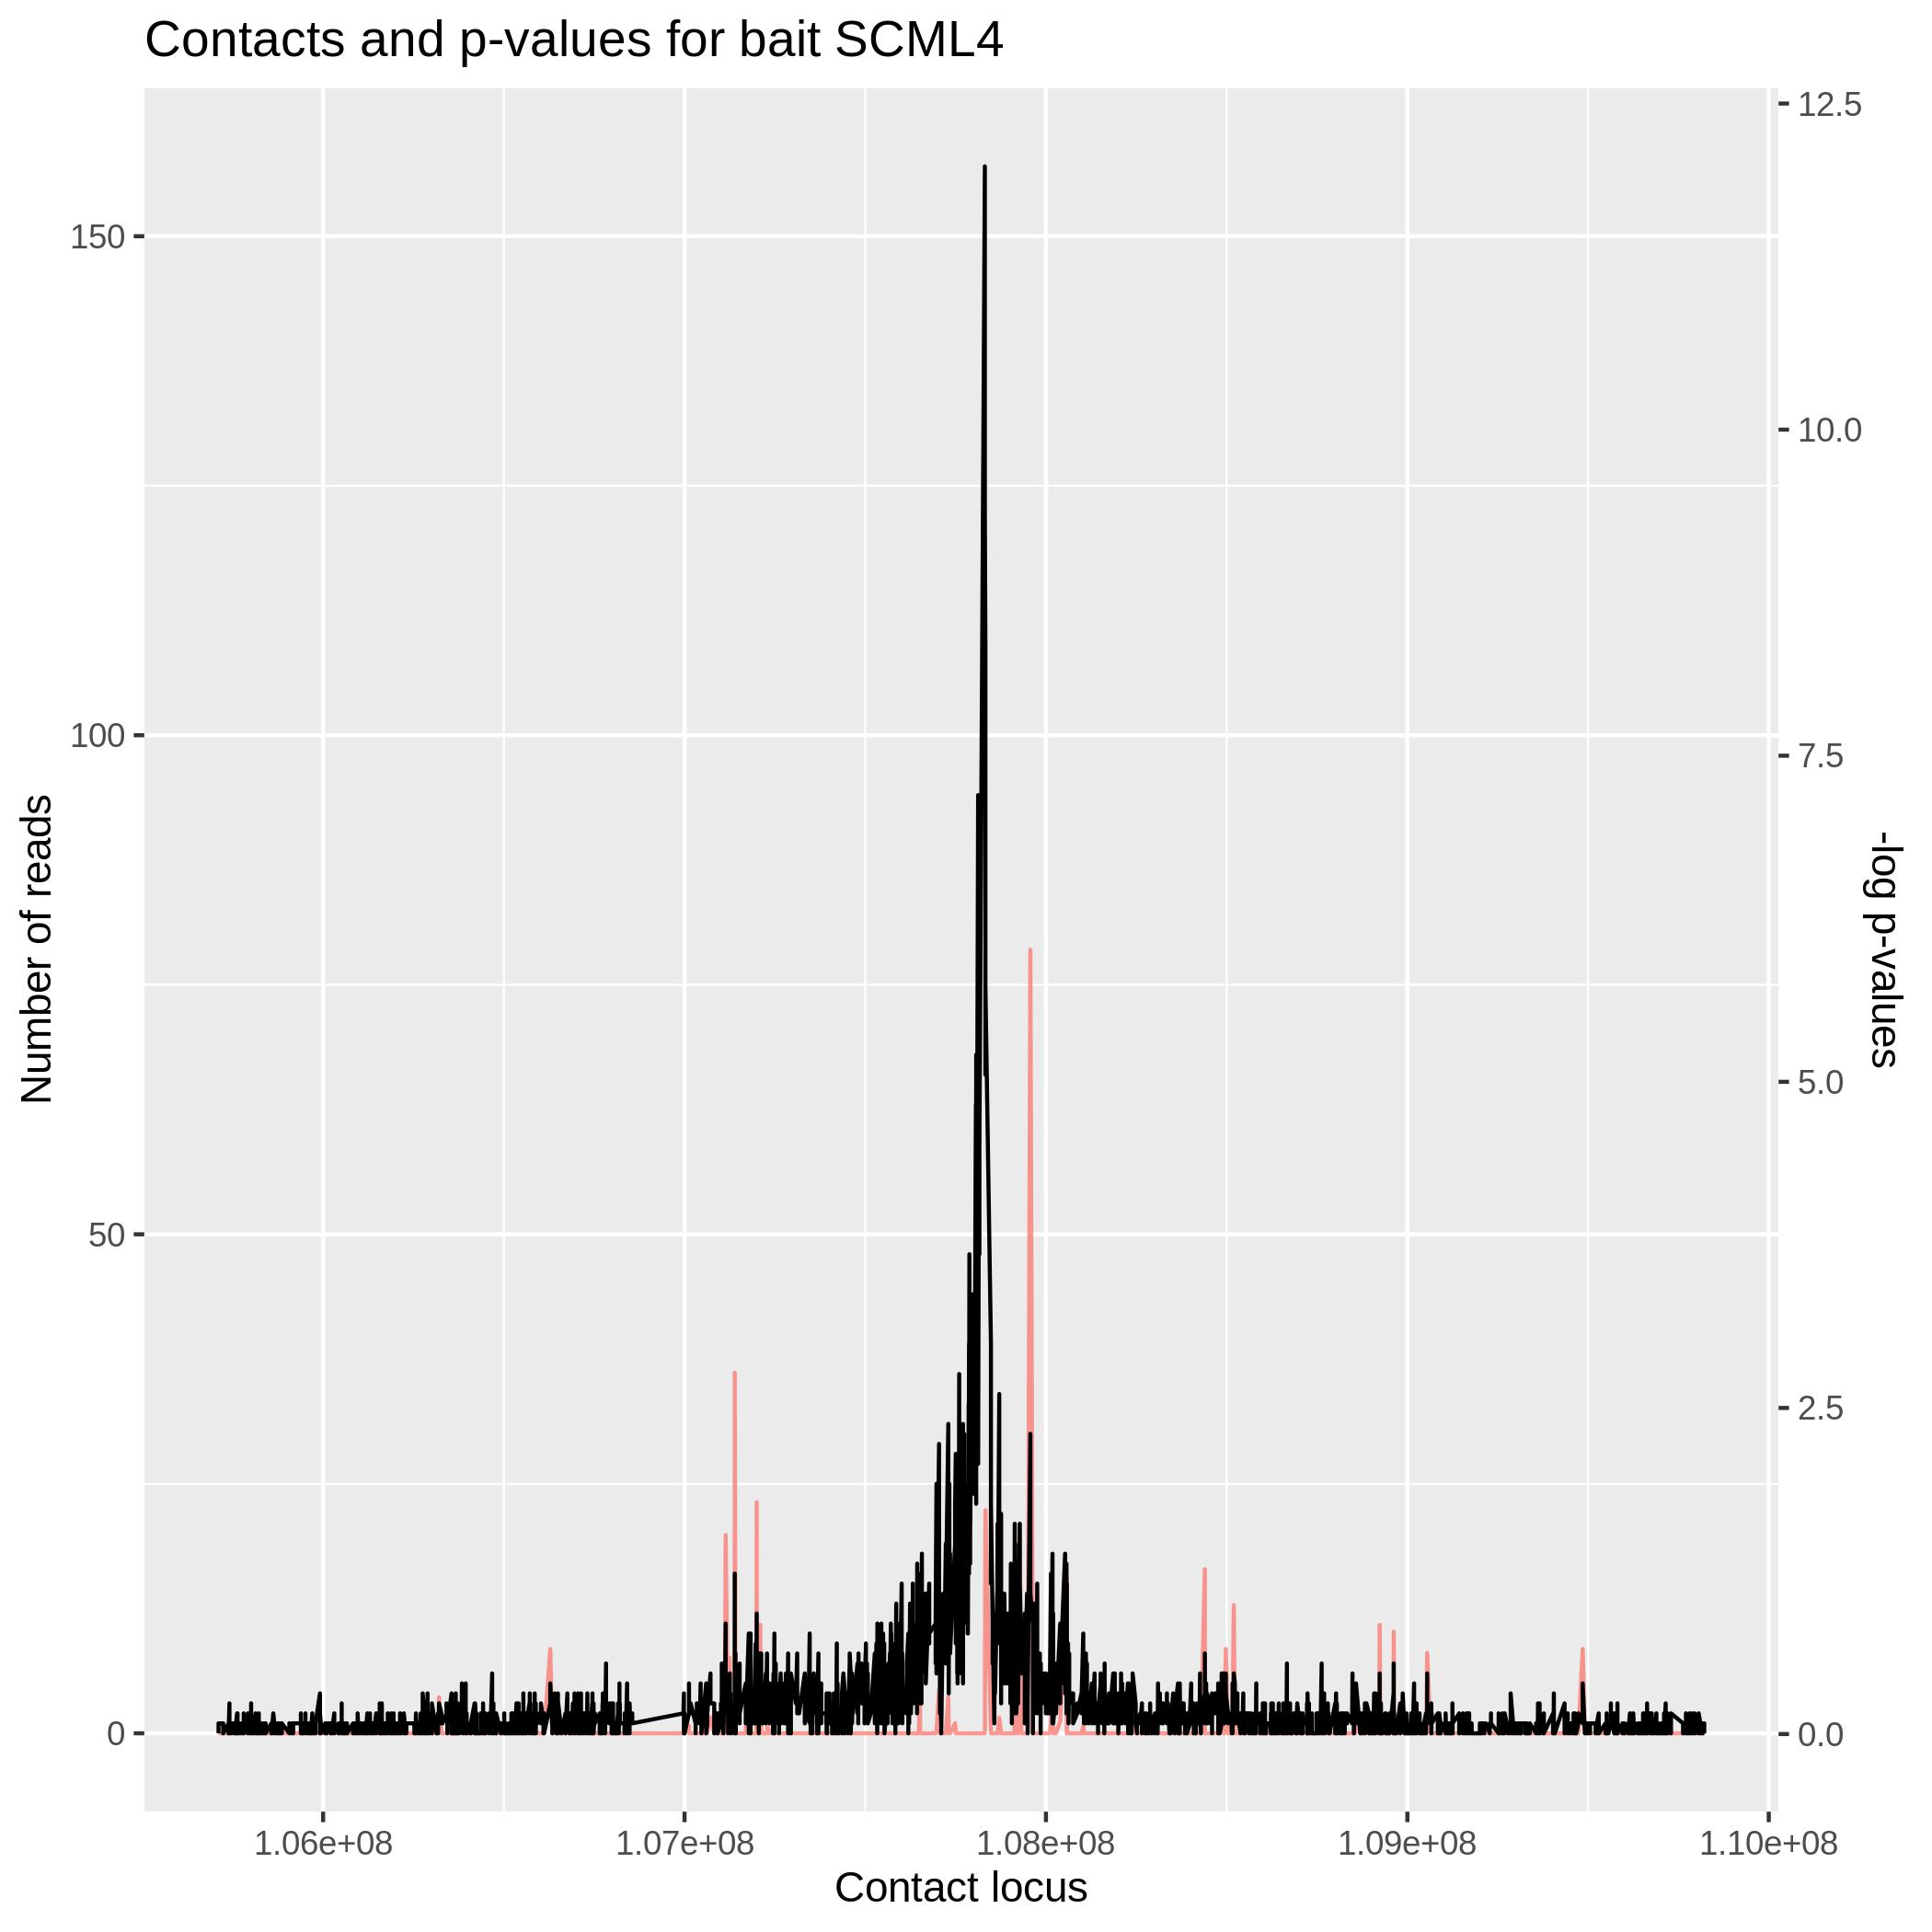 Contacts and p-values for bait SCML4
12.5
150
10.0
100
7.5
Number of reads
-log p-values
5.0
50
2.5
0
0.0
1.06e+08
1.07e+08
1.08e+08
1.09e+08
1.10e+08
Contact locus